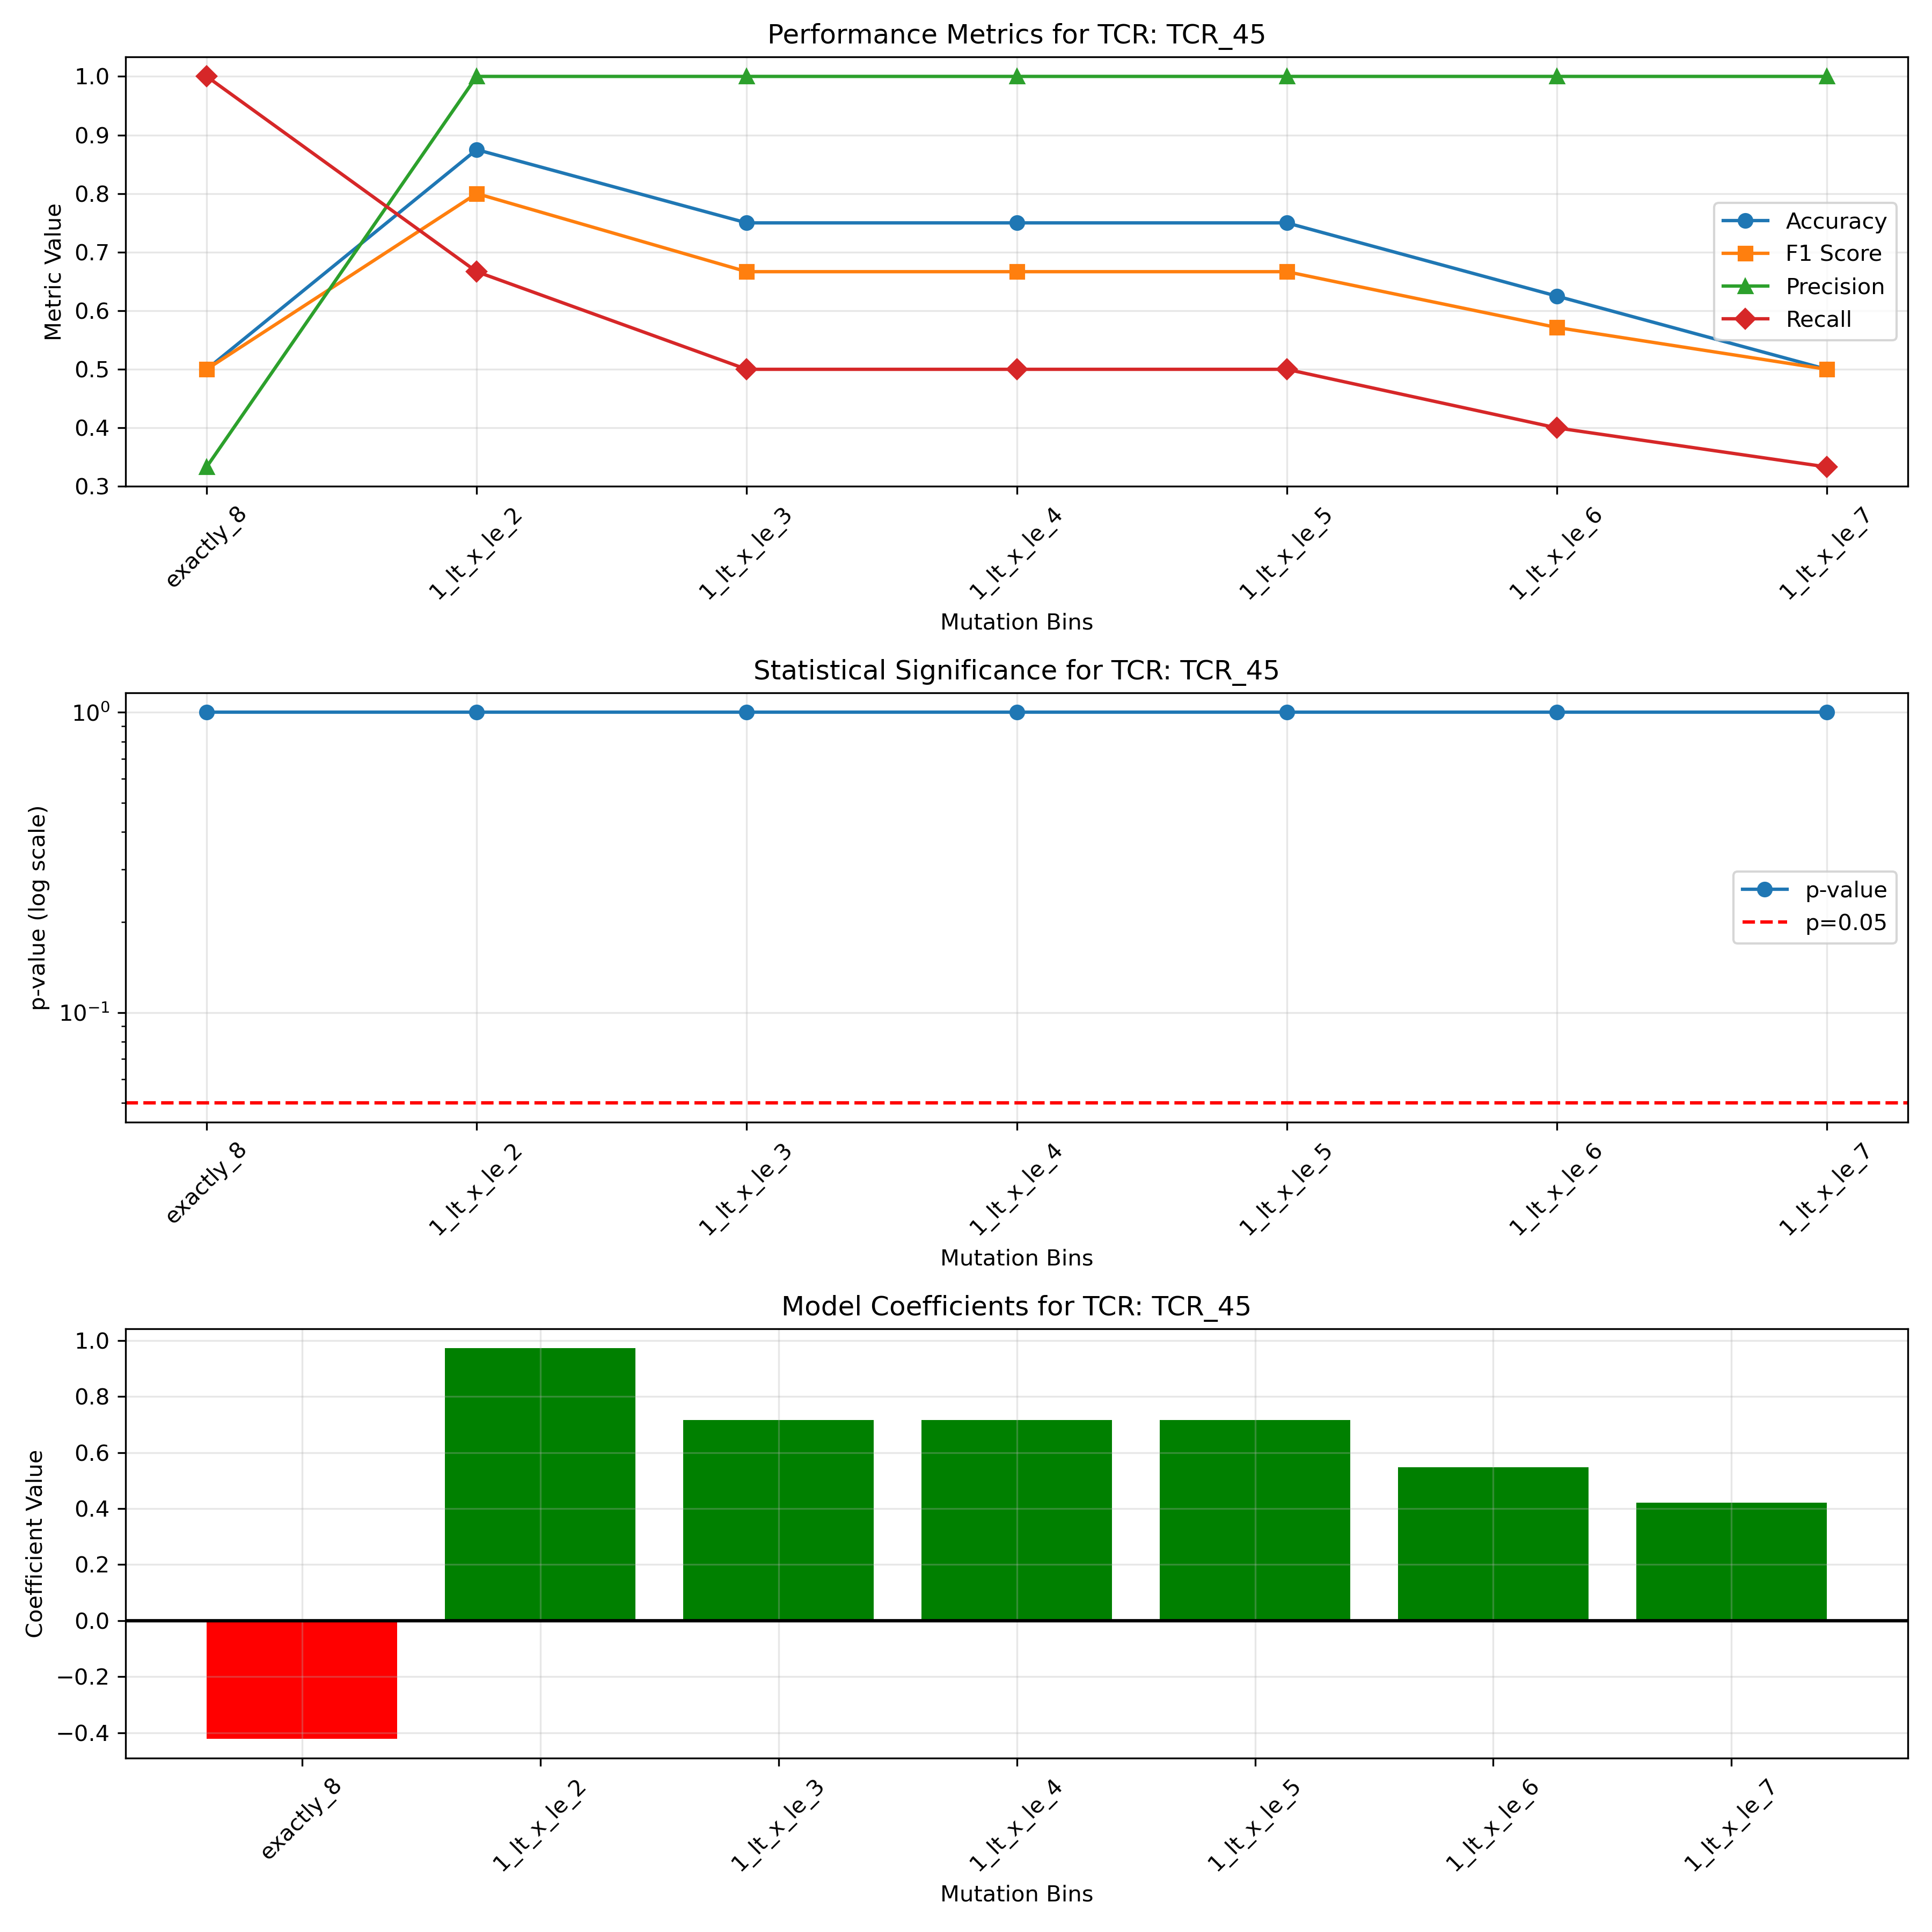 Performance Metrics for TCR: TCR_45
Metric Value
1.0
0.9
0.8
0.7
0.6
0.5
0.4
0.3
Accuracy
F1 Score
Precision
Recall
exactly_8
1_lt_x_le_2
1_lt_x_le_3
1_lt_x_le_4
1_lt_x_le_5
1_lt_x_le_6
1_lt_x_le_7
Mutation Bins
Statistical Significance for TCR: TCR_45
p-value (log scale)
10⁰
10⁻¹
p-value
p=0.05
exactly_8
1_lt_x_le_2
1_lt_x_le_3
1_lt_x_le_4
1_lt_x_le_5
1_lt_x_le_6
1_lt_x_le_7
Mutation Bins
Model Coefficients for TCR: TCR_45
Coefficient Value
1.0
0.8
0.6
0.4
0.2
0.0
−0.2
−0.4
exactly_8
1_lt_x_le_2
1_lt_x_le_3
1_lt_x_le_4
1_lt_x_le_5
1_lt_x_le_6
1_lt_x_le_7
Mutation Bins